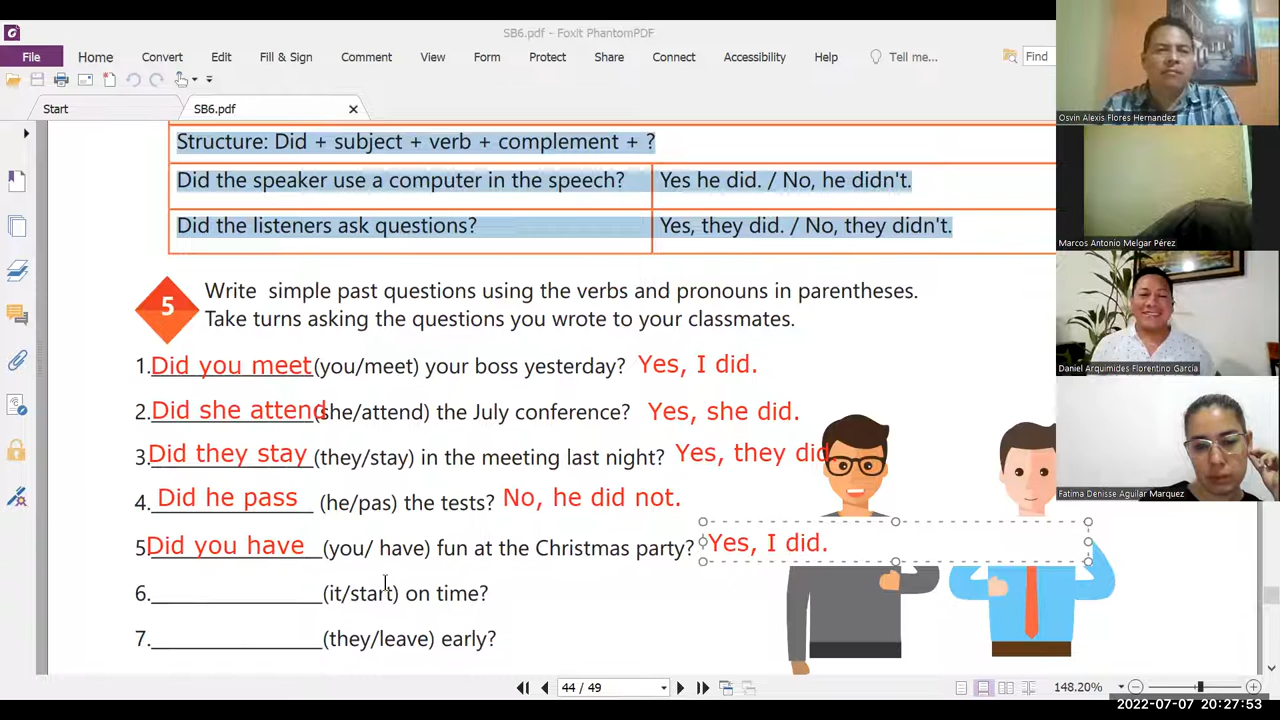 SB6.pdf - Foxit PhantomPDF
File Home Convert Edit Fill & Sign Comment View Form Protect Share Connect Accessibility Help Tell me... Find
Start SB6.pdf
Structure: Did + subject + verb + complement + ?
Did the speaker use a computer in the speech? Yes he did. / No, he didn't.
Did the listeners ask questions? Yes, they did. / No, they didn't.
5 Write simple past questions using the verbs and pronouns in parentheses.
Take turns asking the questions you wrote to your classmates.
1. Did you meet (you/meet) your boss yesterday? Yes, I did.
2. Did she attend (she/attend) the July conference? Yes, she did.
3. Did they stay (they/stay) in the meeting last night? Yes, they did.
4. Did he pass (he/pas) the tests? No, he did not.
5. Did you have (you/ have) fun at the Christmas party? Yes, I did.
6.______________ (it/start) on time?
7.______________ (they/leave) early?
44 / 49 148.20%
Osvin Alexis Flores Hernandez
Marcos Antonio Melgar Pérez
Daniel Arquimides Florentino Garcia
Fatima Denisse Aguilar Marquez
2022-07-07 20:27:53